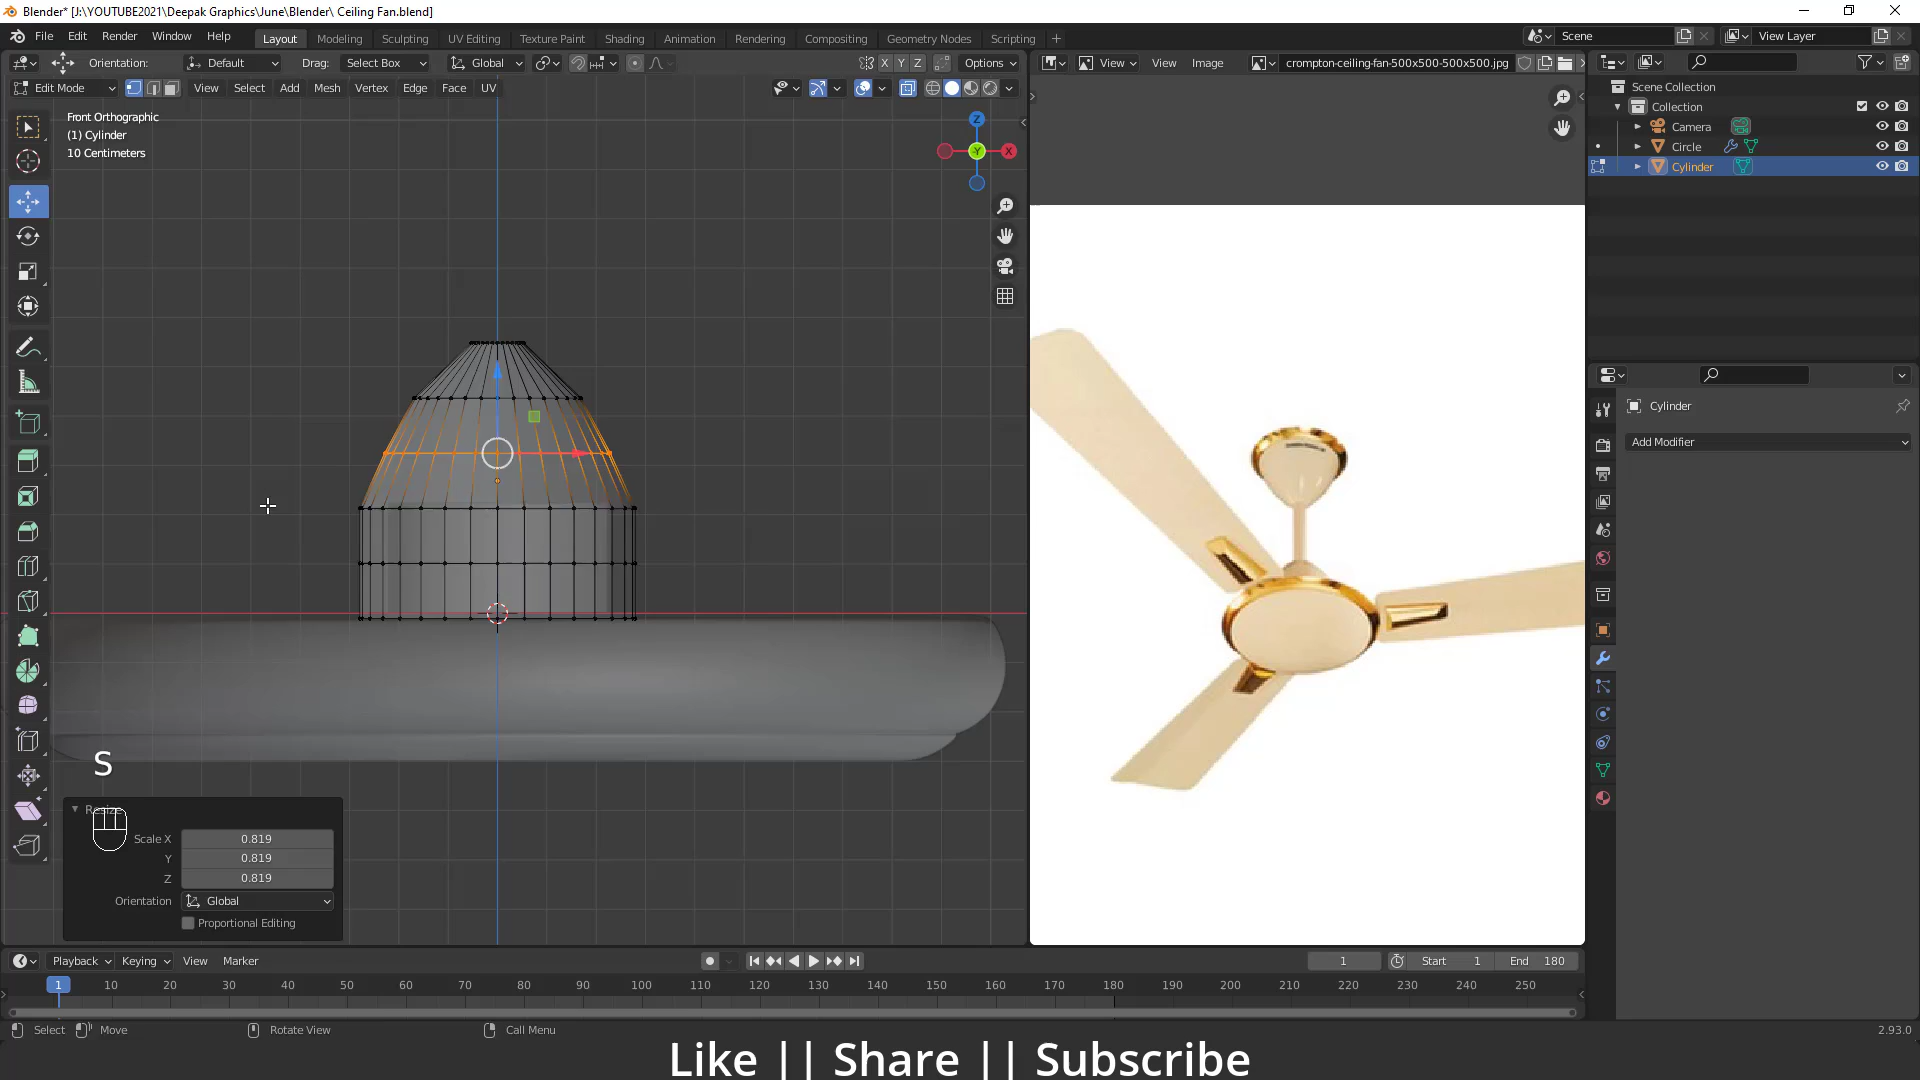 Blender* [J:\YOUTUBE2021\Deepak Graphics\June\Blender\ Ceiling Fan.blend]
File Edit Render Window Help Layout Modeling Sculpting UV Editing Texture Paint Shading Animation Rendering Compositing Geometry Nodes Scripting + Scene View Layer
Orientation: Default Drag: Select Box Global X Y Z Options View View Image crompton-ceiling-fan-500x500-500x500.jpg
Edit Mode View Select Add Mesh Vertex Edge Face UV
Scene Collection
Collection
Camera
Circle
Cylinder
Front Orthographic
(1) Cylinder
10 Centimeters
Z
Y
X
Cylinder
Add Modifier
S
Resize
Scale X 0.819
Y 0.819
Z 0.819
Orientation Global
Proportional Editing
Playback Keying View Marker 1 Start 1 End 180
1 10 20 30 40 50 60 70 80 90 100 110 120 130 140 150 160 170 180 190 200 210 220 230 240 250
Select Move Rotate View Call Menu 2.93.0
Like || Share || Subscribe